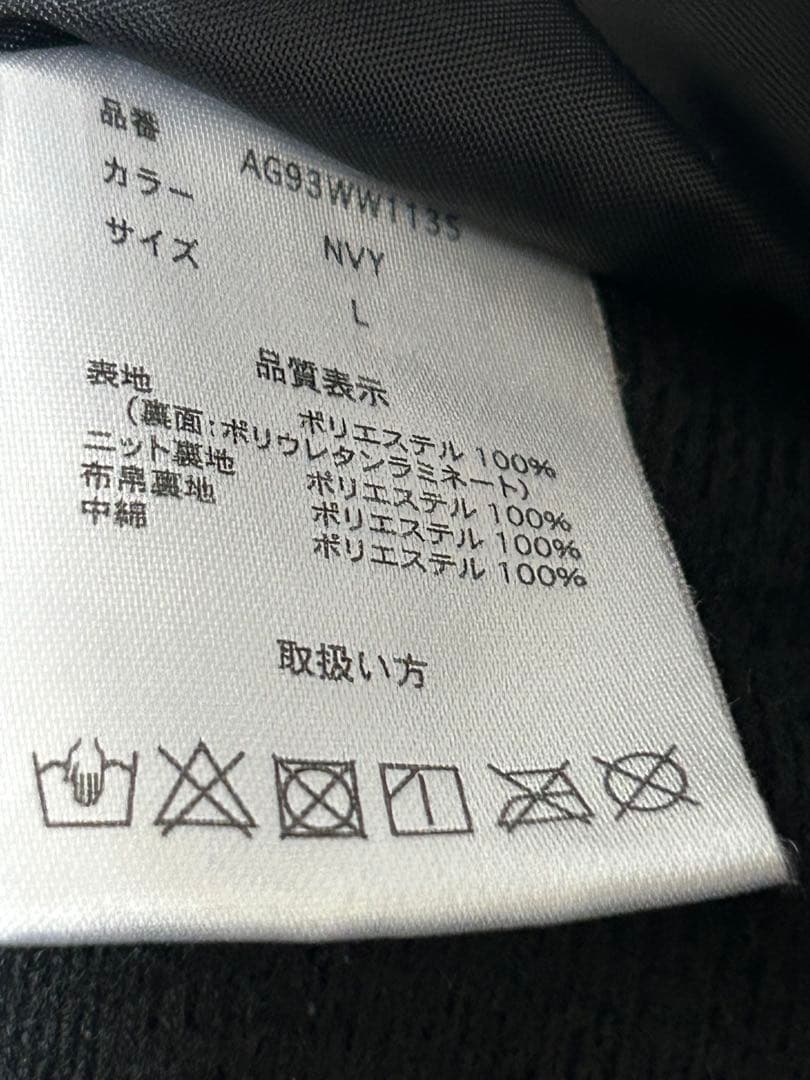 品番 AG93WW1135
カラー NVY
サイズ L
品質表示
表地 ポリエステル 100%
(裏面:ポリウレタンラミネート)
ニット裏地 ポリエステル 100%
布帛裏地 ポリエステル 100%
中綿 ポリエステル 100%
取扱い方